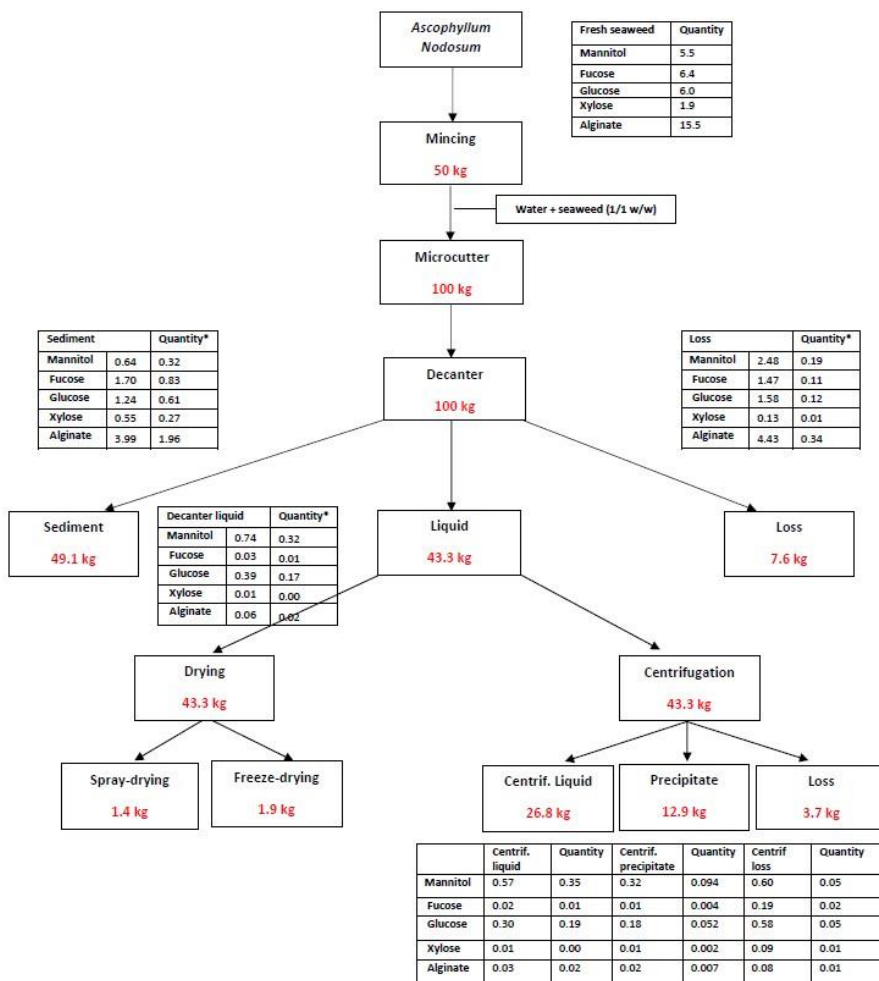 Ascophyllum
Nodosum
Fresh seaweed Quantity
Mannitol 5.5
Fucose 6.4
Glucose 6.0
Xylose 1.9
Alginate 15.5
Mincing
50 kg
Water + seaweed (1/1 w/w)
Microcutter
100 kg
Sediment Quantity*
Mannitol 0.64 0.32
Fucose 1.70 0.83
Glucose 1.24 0.61
Xylose 0.55 0.27
Alginate 3.99 1.96
Decanter
100 kg
Loss Quantity*
Mannitol 2.48 0.19
Fucose 1.47 0.11
Glucose 1.58 0.12
Xylose 0.13 0.01
Alginate 4.43 0.34
Sediment
49.1 kg
Decanter liquid Quantity*
Mannitol 0.74 0.32
Fucose 0.03 0.01
Glucose 0.39 0.17
Xylose 0.01 0.00
Alginate 0.06 0.02
Liquid
43.3 kg
Loss
7.6 kg
Drying
43.3 kg
Centrifugation
43.3 kg
Spray-drying
1.4 kg
Freeze-drying
1.9 kg
Centrif. Liquid
26.8 kg
Precipitate
12.9 kg
Loss
3.7 kg
Centrif. liquid Quantity Centrif. precipitate Quantity Centrif loss Quantity
Mannitol 0.57 0.35 0.32 0.094 0.60 0.05
Fucose 0.02 0.01 0.01 0.004 0.19 0.02
Glucose 0.30 0.19 0.18 0.052 0.58 0.05
Xylose 0.01 0.00 0.01 0.002 0.09 0.01
Alginate 0.03 0.02 0.02 0.007 0.08 0.01